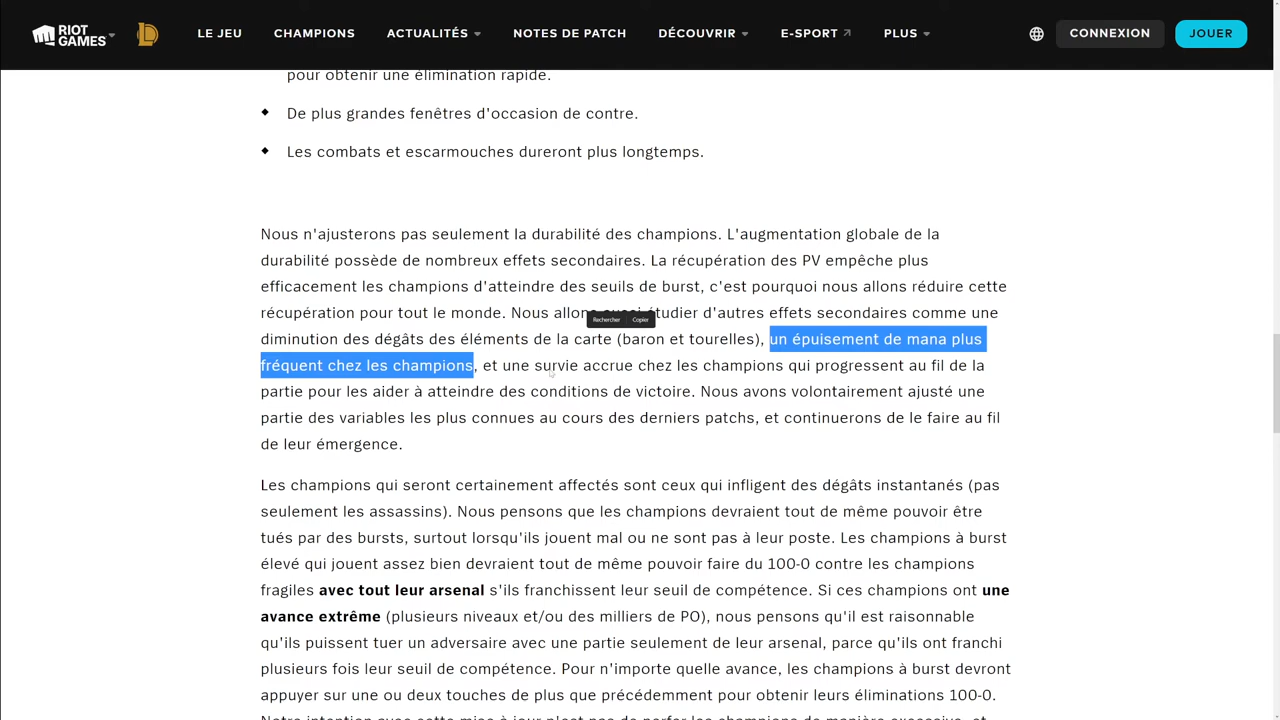 RIOT GAMES
LE JEU CHAMPIONS ACTUALITÉS NOTES DE PATCH DÉCOUVRIR E-SPORT PLUS CONNEXION JOUER
pour obtenir une élimination rapide.
De plus grandes fenêtres d'occasion de contre.
Les combats et escarmouches dureront plus longtemps.
Nous n'ajusterons pas seulement la durabilité des champions. L'augmentation globale de la
durabilité possède de nombreux effets secondaires. La récupération des PV empêche plus
efficacement les champions d'atteindre des seuils de burst, c'est pourquoi nous allons réduire cette
récupération pour tout le monde. Nous allons aussi étudier d'autres effets secondaires comme une
Rechercher Copier
diminution des dégâts des éléments de la carte (baron et tourelles), un épuisement de mana plus
fréquent chez les champions, et une survie accrue chez les champions qui progressent au fil de la
partie pour les aider à atteindre des conditions de victoire. Nous avons volontairement ajusté une
partie des variables les plus connues au cours des derniers patchs, et continuerons de le faire au fil
de leur émergence.
Les champions qui seront certainement affectés sont ceux qui infligent des dégâts instantanés (pas
seulement les assassins). Nous pensons que les champions devraient tout de même pouvoir être
tués par des bursts, surtout lorsqu'ils jouent mal ou ne sont pas à leur poste. Les champions à burst
élevé qui jouent assez bien devraient tout de même pouvoir faire du 100-0 contre les champions
fragiles avec tout leur arsenal s'ils franchissent leur seuil de compétence. Si ces champions ont une
avance extrême (plusieurs niveaux et/ou des milliers de PO), nous pensons qu'il est raisonnable
qu'ils puissent tuer un adversaire avec une partie seulement de leur arsenal, parce qu'ils ont franchi
plusieurs fois leur seuil de compétence. Pour n'importe quelle avance, les champions à burst devront
appuyer sur une ou deux touches de plus que précédemment pour obtenir leurs éliminations 100-0.